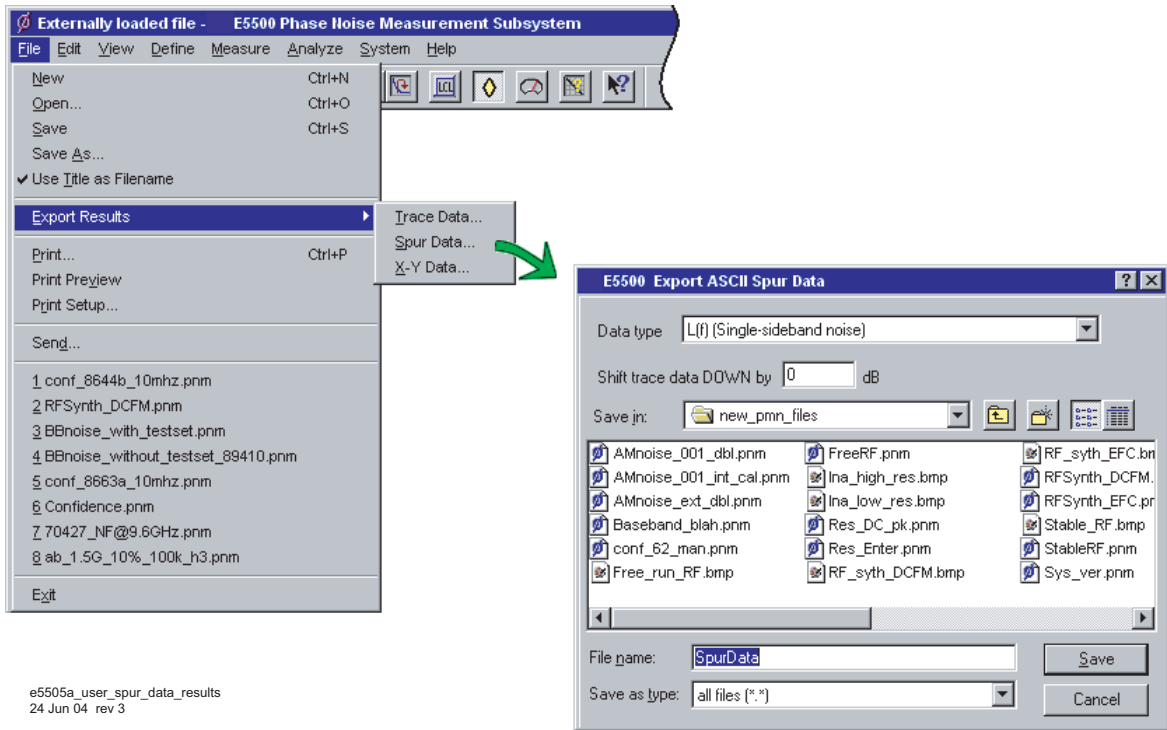 Externally loaded file - E5500 Phase Noise Measurement Subsystem
File Edit View Define Measure Analyze System Help
New Ctrl+N
Open... Ctrl+O
Save Ctrl+S
Save As...
Use Title as Filename
Export Results
Trace Data...
Spur Data...
X-Y Data...
Print... Ctrl+P
Print Preview
Print Setup...
Send...
1 conf_8644b_10mhz.pnm
2 RFSynth_DCFM.pnm
3 BBnoise_with_testset.pnm
4 BBnoise_without_testset_89410.pnm
5 conf_8663a_10mhz.pnm
6 Confidence.pnm
7 70427_NF@9.6GHz.pnm
8 ab_1.5G_10%_100k_h3.pnm
Exit
LCL
E5500 Export ASCII Spur Data
Data type L(f) (Single-sideband noise)
Shift trace data DOWN by 0 dB
Save in: new_pmn_files
AMnoise_001_dbl.pnm FreeRF.pnm RF_syth_EFC.bm
AMnoise_001_int_cal.pnm lna_high_res.bmp RFSynth_DCFM.
AMnoise_ext_dbl.pnm lna_low_res.bmp RFSynth_EFC.pr
Baseband_blah.pnm Res_DC_pk.pnm Stable_RF.bmp
conf_62_man.pnm Res_Enter.pnm StableRF.pnm
Free_run_RF.bmp RF_syth_DCFM.bmp Sys_ver.pnm
File name: SpurData Save
Save as type: all files (*.*) Cancel
e5505a_user_spur_data_results
24 Jun 04 rev 3